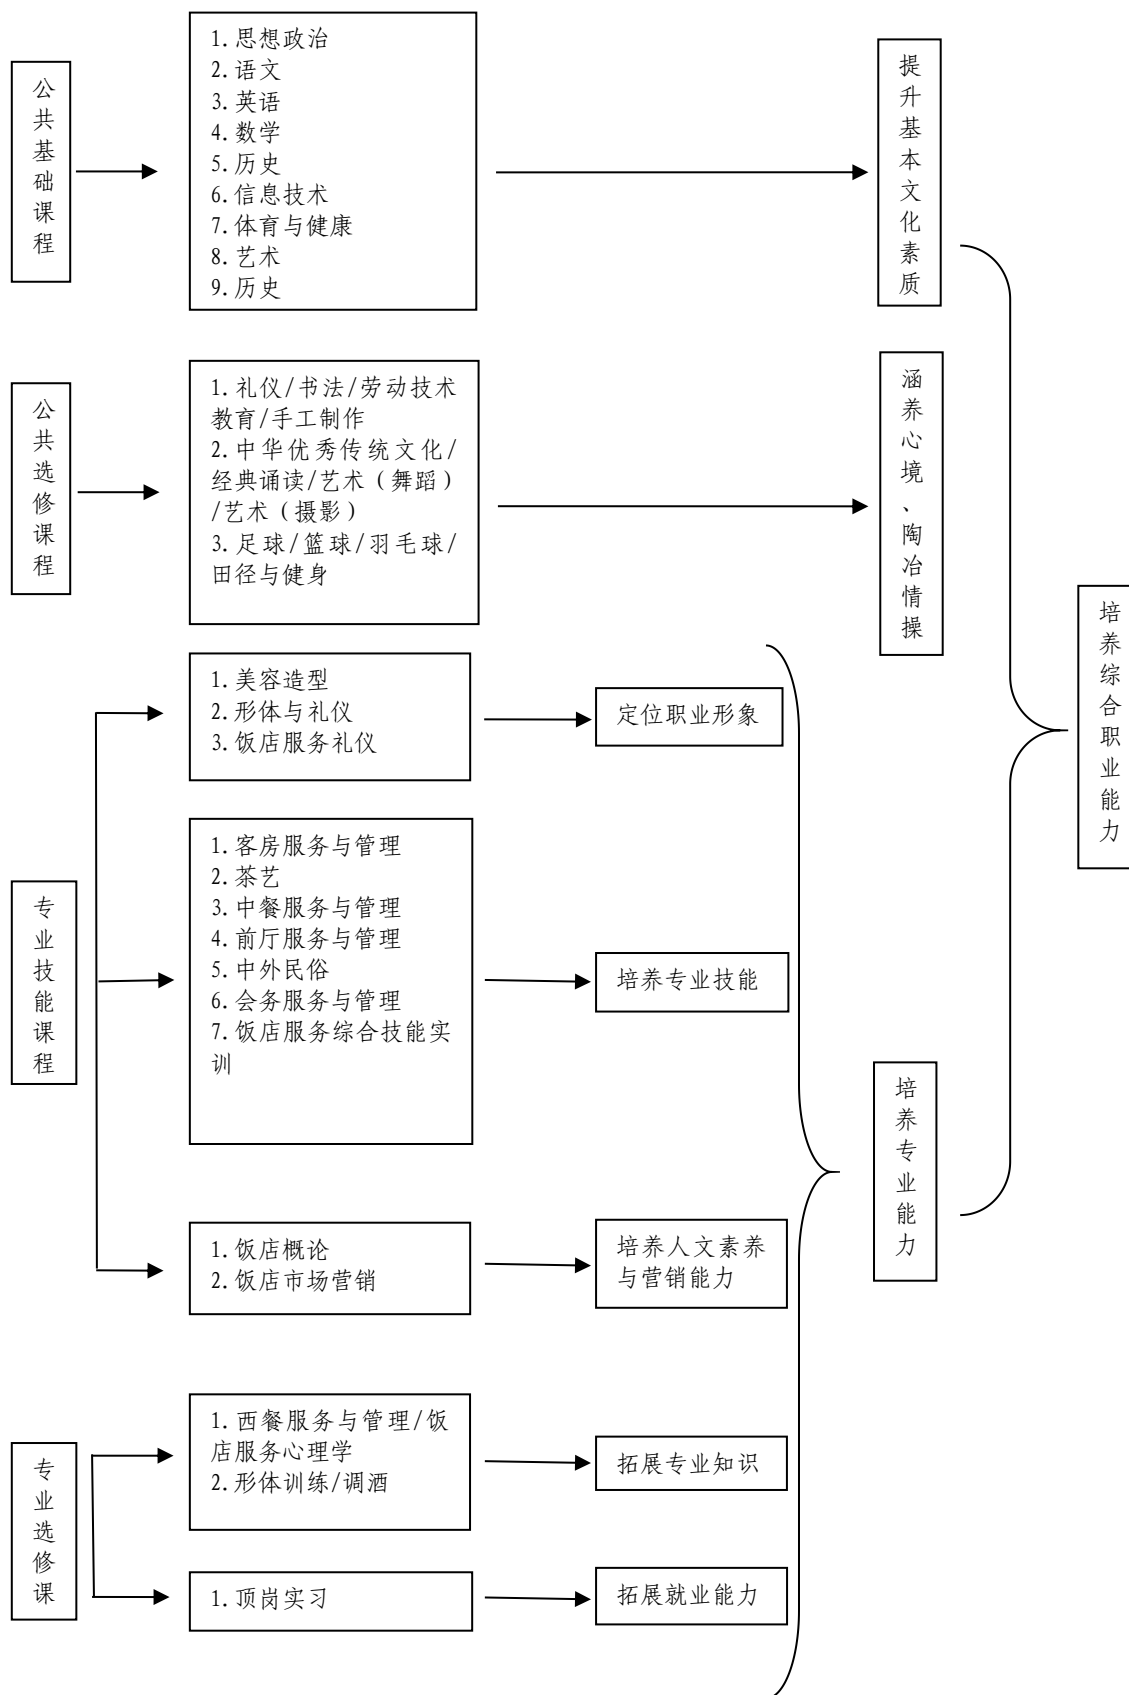 公共基础课程
1.思想政治
2.语文
3.英语
4.数学
5.历史
6.信息技术
7.体育与健康
8.艺术
9.历史
提升基本文化素质
公共选修课程
1.礼仪/书法/劳动技术
教育/手工制作
2.中华优秀传统文化/
经典诵读/艺术（舞蹈）
/艺术（摄影）
3.足球/篮球/羽毛球/
田径与健身
涵养心境、陶冶情操
专业技能课程
1.美容造型
2.形体与礼仪
3.饭店服务礼仪
定位职业形象
1.客房服务与管理
2.茶艺
3.中餐服务与管理
4.前厅服务与管理
5.中外民俗
6.会务服务与管理
7.饭店服务综合技能实
训
培养专业技能
1.饭店概论
2.饭店市场营销
培养人文素养
与营销能力
专业选修课
1.西餐服务与管理/饭
店服务心理学
2.形体训练/调酒
拓展专业知识
1.顶岗实习
拓展就业能力
培养专业能力
培养综合职业能力